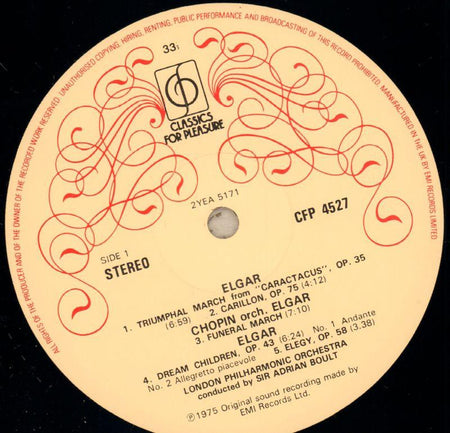 ALL RIGHTS OF THE PRODUCER AND OF THE OWNER OF THE RECORDED WORK RESERVED. UNAUTHORISED COPYING, HIRING, RENTING, PUBLIC PERFORMANCE AND BROADCASTING OF THIS RECORD PROHIBITED. MANUFACTURED IN THE UK BY EMI RECORDS LIMITED.
33⅓
CLASSICS
FOR PLEASURE
2YEA 5171
CFP 4527
SIDE 1
STEREO
ELGAR
1. TRIUMPHAL MARCH from "CARACTACUS", OP. 35
(6:59) 2. CARILLON, OP. 75 (4:12)
CHOPIN orch. ELGAR
3. FUNERAL MARCH (7:10)
ELGAR
4. DREAM CHILDREN, OP. 43 (6:24) No. 1 Andante
No. 2 Allegretto piacevole 5. ELEGY, OP. 58 (3.38)
LONDON PHILHARMONIC ORCHESTRA
conducted by SIR ADRIAN BOULT
℗ 1975 Original sound recording made by
EMI Records Ltd.